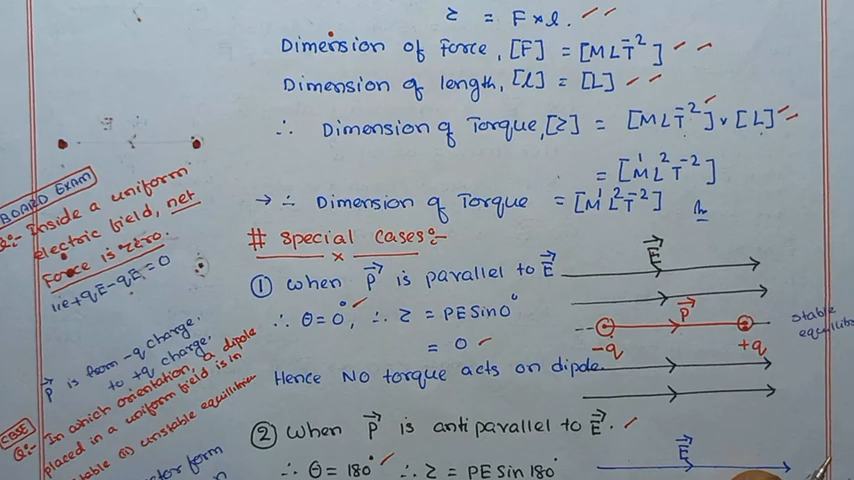 τ = F × l.
Dimension of Force, [F] = [MLT⁻²]
Dimension of length, [l] = [L]
∴ Dimension of Torque, [τ] = [MLT⁻²] × [L]
= [M¹L²T⁻²]
→ ∴ Dimension of Torque = [M¹L²T⁻²]
# Special Cases:-
① When P⃗ is parallel to E⃗
∴ θ = 0°, ∴ τ = PE Sin0°
= 0
Hence No torque acts on dipole.
② When P⃗ is antiparallel to E⃗.
∴ θ = 180° ∴ τ = PE Sin 180°
E⃗
P⃗
-q +q
stable
E⃗
BOARD EXAM
Q:- Inside a uniform
electric field, net
Force is zero.
i.e +qE-qE=0
P⃗ is from -q charge
to +q charge.
CBSE
Q:- In which orientation, a dipole
placed in a uniform field is in
(ii) unstable equillibrium
form